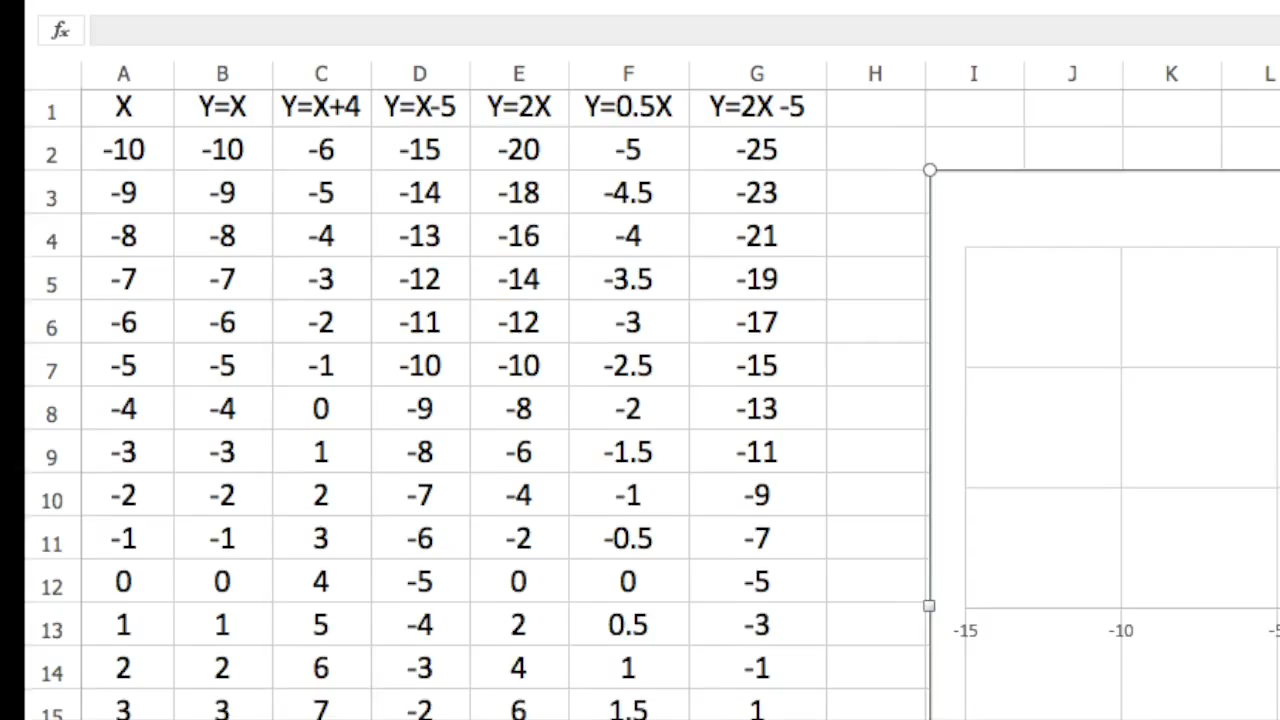 fx
A B C D E F G H I J K L
1 X Y=X Y=X+4 Y=X-5 Y=2X Y=0.5X Y=2X -5
2 -10 -10 -6 -15 -20 -5 -25
3 -9 -9 -5 -14 -18 -4.5 -23
4 -8 -8 -4 -13 -16 -4 -21
5 -7 -7 -3 -12 -14 -3.5 -19
6 -6 -6 -2 -11 -12 -3 -17
7 -5 -5 -1 -10 -10 -2.5 -15
8 -4 -4 0 -9 -8 -2 -13
9 -3 -3 1 -8 -6 -1.5 -11
10 -2 -2 2 -7 -4 -1 -9
11 -1 -1 3 -6 -2 -0.5 -7
12 0 0 4 -5 0 0 -5
13 1 1 5 -4 2 0.5 -3
-15 -10 -5
14 2 2 6 -3 4 1 -1
15 3 3 7 -2 6 1.5 1